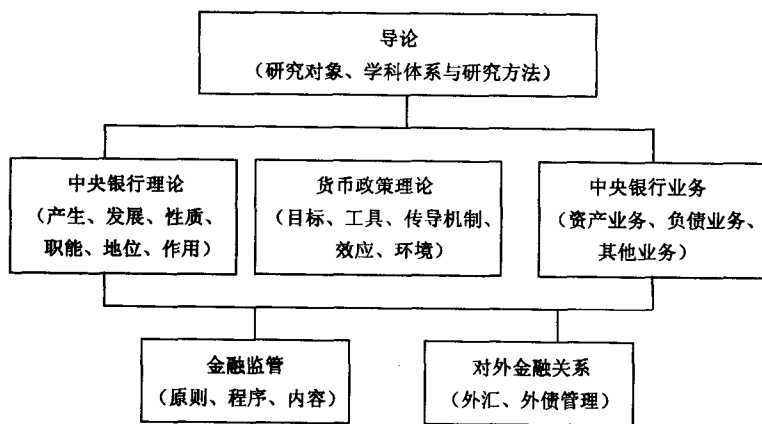 导论
（研究对象、学科体系与研究方法）
中央银行理论
（产生、发展、性质、
职能、地位、作用）
货币政策理论
（目标、工具、传导机制、
效应、环境）
中央银行业务
（资产业务、负债业务、
其他业务）
金融监管
（原则、程序、内容）
对外金融关系
（外汇、外债管理）